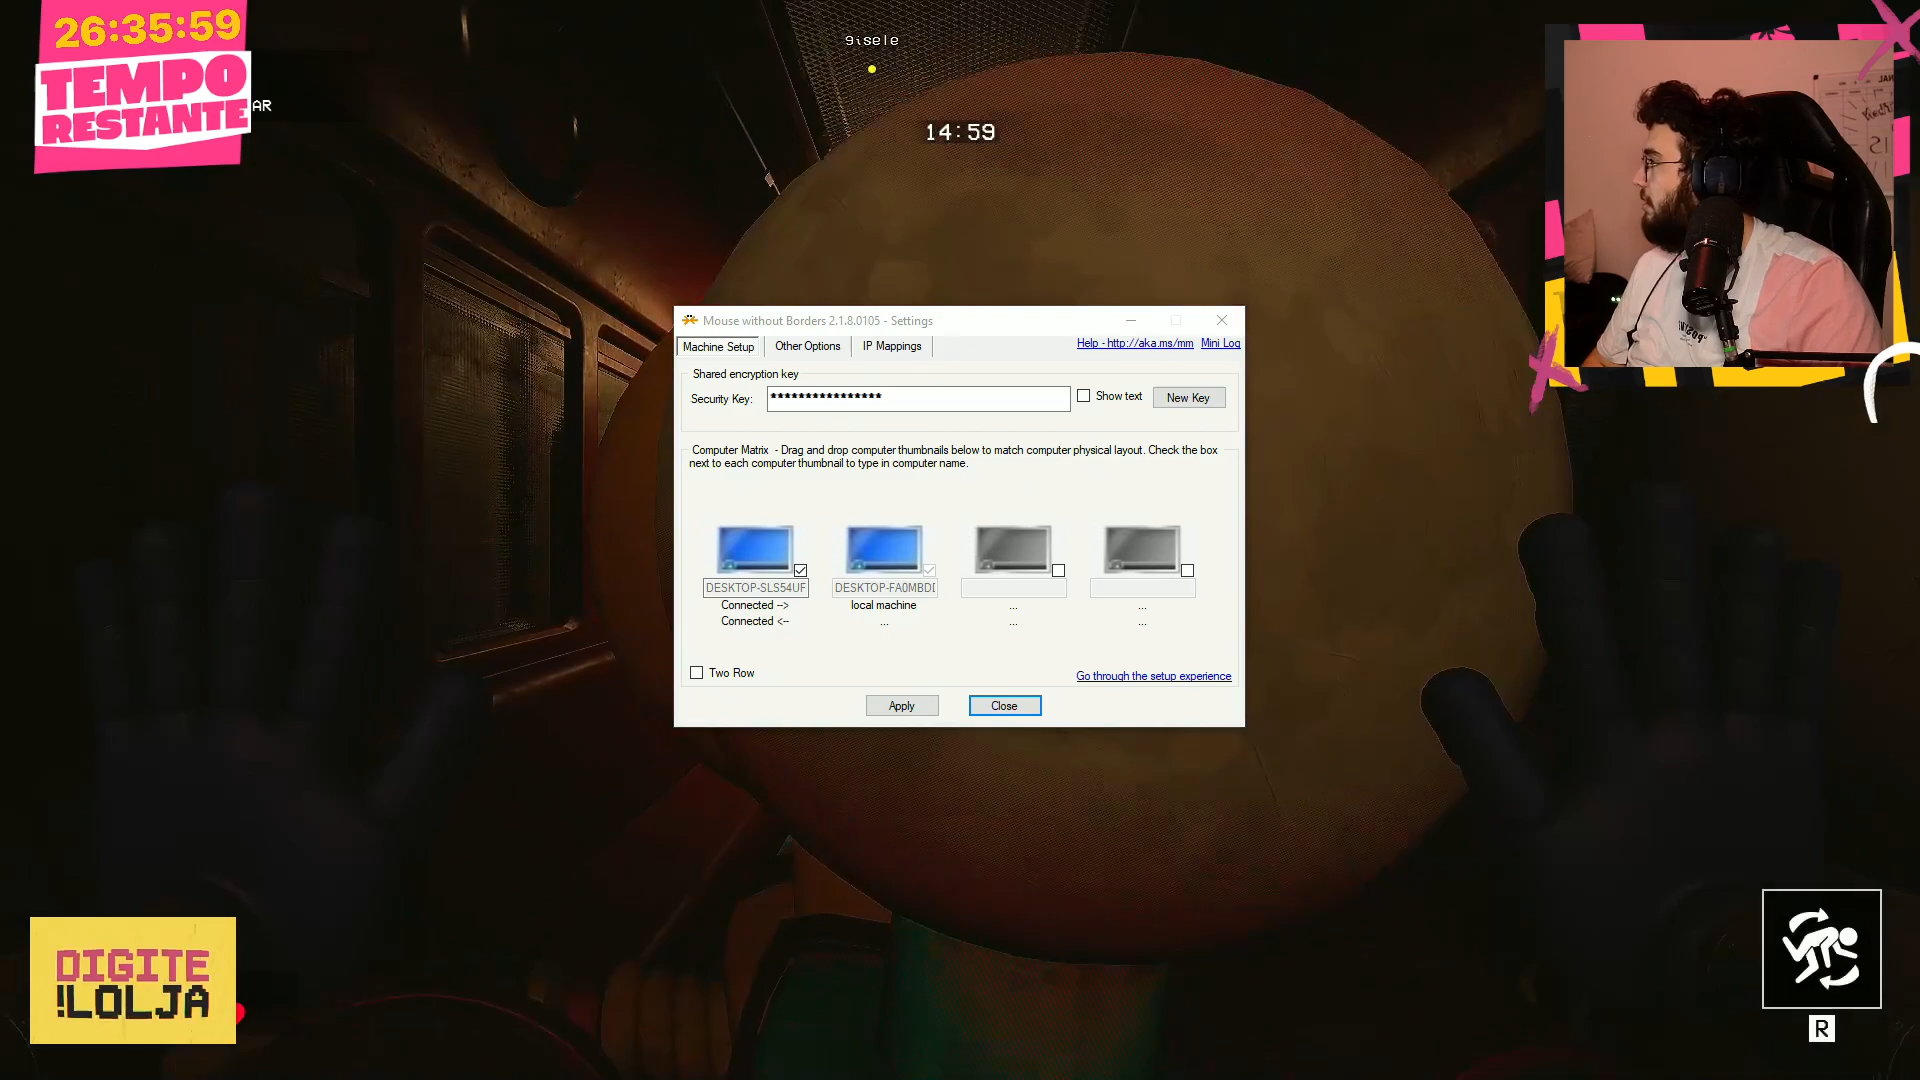 26:35:59
TEMPO
RESTANTE
AR
9isele
14:59
Mouse without Borders 2.1.8.0105 - Settings
Machine Setup
Other Options
IP Mappings
Help - http://aka.ms/mm
Mini Log
Shared encryption key
Security Key:
****************
Show text
New Key
Computer Matrix - Drag and drop computer thumbnails below to match computer physical layout. Check the box
next to each computer thumbnail to type in computer name.
DESKTOP-SLS54UF
DESKTOP-FA0MBD
Connected -->
local machine
...
...
Connected <--
...
...
...
Two Row
Go through the setup experience
Apply
Close
DIGITE
!LOLJA
R